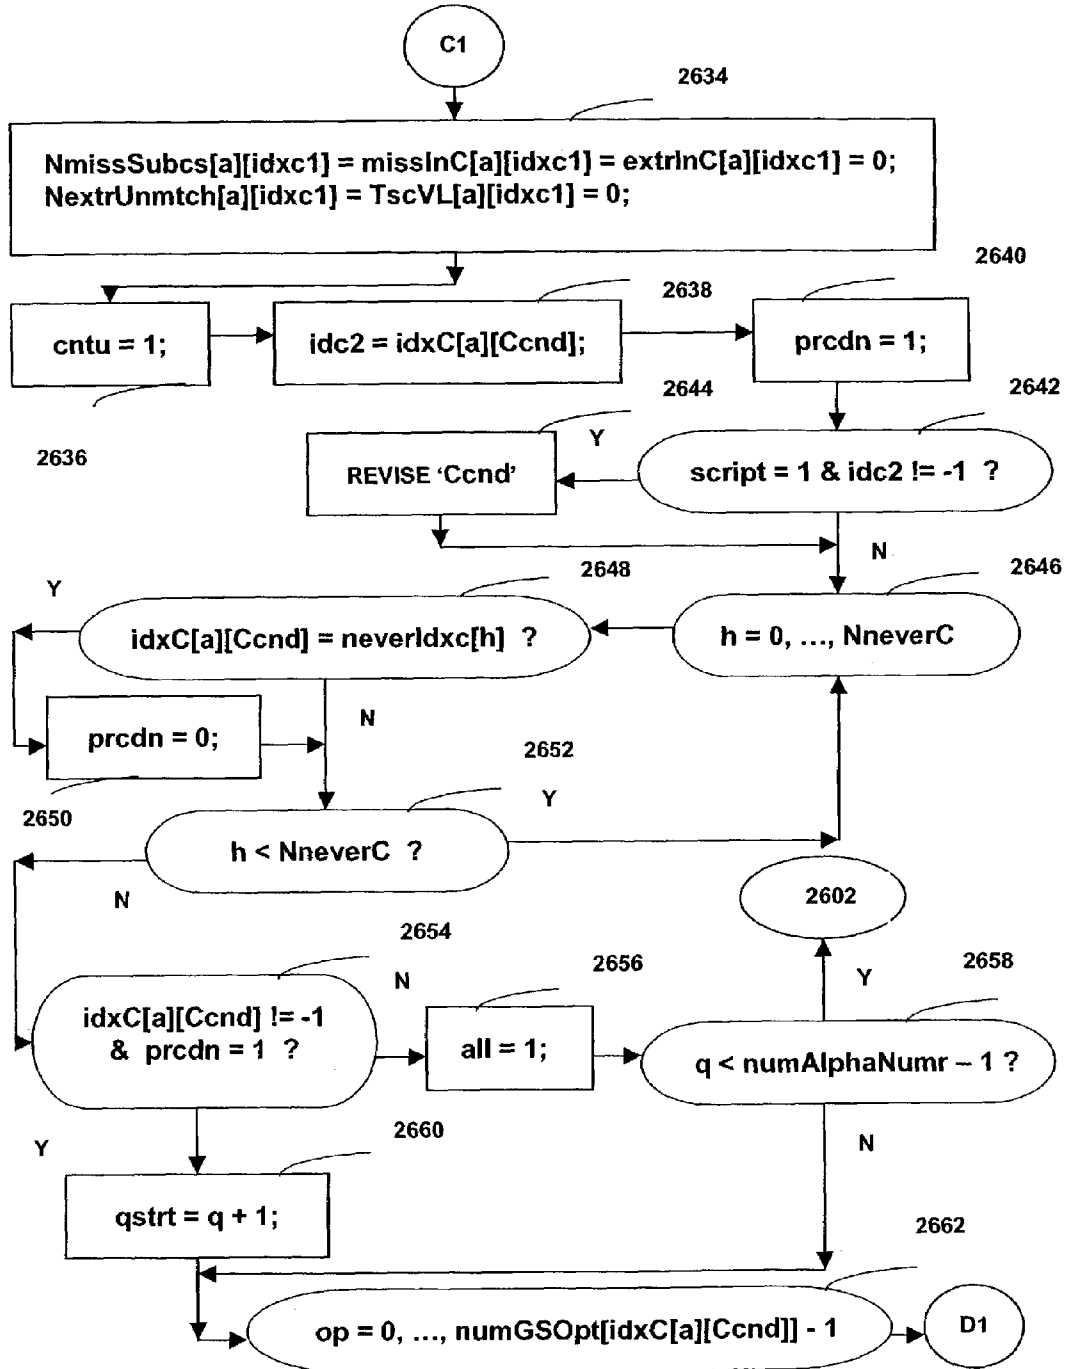 C1
2634
NmissSubcs[a][idxc1] = missInC[a][idxc1] = extrInC[a][idxc1] = 0;
NextrUnmtch[a][idxc1] = TscVL[a][idxc1] = 0;
2640
2638
cntu = 1;
idc2 = idxC[a][Ccnd];
prcdn = 1;
2636
2644
2642
Y
REVISE ‘Ccnd’
script = 1 & idc2 != -1 ?
N
2648
2646
Y
idxC[a][Ccnd] = neverIdxc[h] ?
h = 0, ..., NneverC
N
prcdn = 0;
2652
2650
Y
h < NneverC ?
N
2602
2654
N
2656
Y
2658
idxC[a][Ccnd] != -1
& prcdn = 1 ?
all = 1;
q < numAlphaNumr – 1 ?
Y
2660
N
qstrt = q + 1;
2662
op = 0, ..., numGSOpt[idxC[a][Ccnd]] - 1
D1